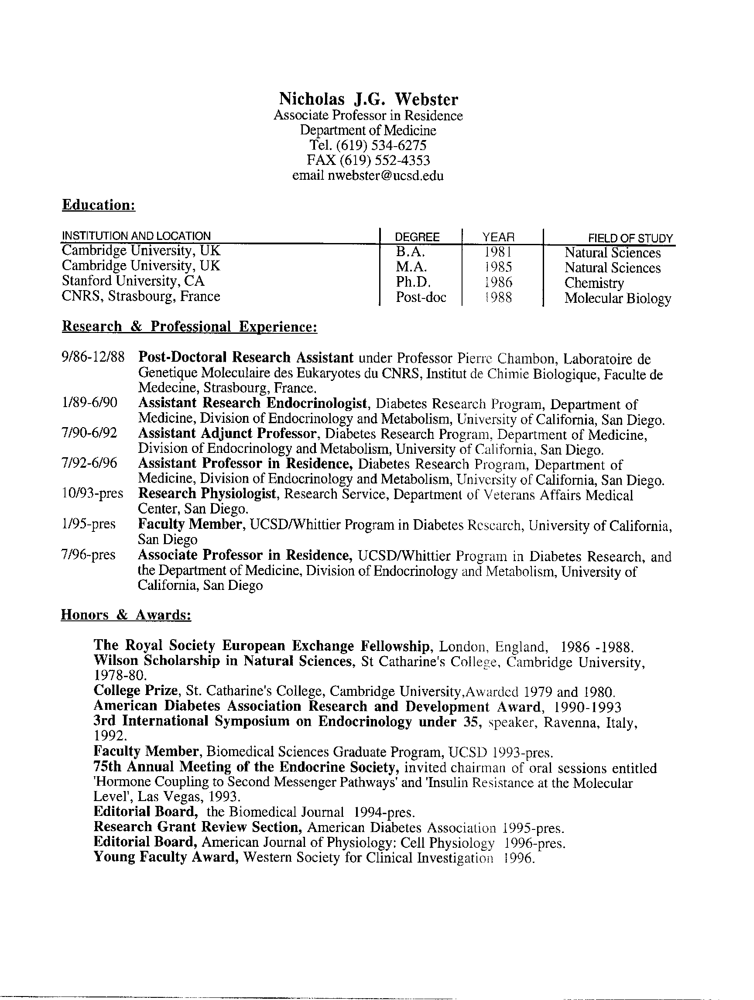 Nicholas J.G. Webster
Associate Professor in Residence
Department of Medicine
Tel. (619) 534-6275
FAX (619) 552-4353
email nwebster@ucsd.edu
Education:
INSTITUTION AND LOCATION DEGREE YEAR FIELD OF STUDY
Cambridge University, UK B.A. 1981 Natural Sciences
Cambridge University, UK M.A. 1985 Natural Sciences
Stanford University, CA Ph.D. 1986 Chemistry
CNRS, Strasbourg, France Post-doc 1988 Molecular Biology
Research & Professional Experience:
9/86-12/88 Post-Doctoral Research Assistant under Professor Pierre Chambon, Laboratoire de
Genetique Moleculaire des Eukaryotes du CNRS, Institut de Chimie Biologique, Faculte de
Medecine, Strasbourg, France.
1/89-6/90 Assistant Research Endocrinologist, Diabetes Research Program, Department of
Medicine, Division of Endocrinology and Metabolism, University of California, San Diego.
7/90-6/92 Assistant Adjunct Professor, Diabetes Research Program, Department of Medicine,
Division of Endocrinology and Metabolism, University of California, San Diego.
7/92-6/96 Assistant Professor in Residence, Diabetes Research Program, Department of
Medicine, Division of Endocrinology and Metabolism, University of California, San Diego.
10/93-pres Research Physiologist, Research Service, Department of Veterans Affairs Medical
Center, San Diego.
1/95-pres Faculty Member, UCSD/Whittier Program in Diabetes Research, University of California,
San Diego
7/96-pres Associate Professor in Residence, UCSD/Whittier Program in Diabetes Research, and
the Department of Medicine, Division of Endocrinology and Metabolism, University of
California, San Diego
Honors & Awards:
The Royal Society European Exchange Fellowship, London, England, 1986 -1988.
Wilson Scholarship in Natural Sciences, St Catharine's College, Cambridge University,
1978-80.
College Prize, St. Catharine's College, Cambridge University,Awarded 1979 and 1980.
American Diabetes Association Research and Development Award, 1990-1993
3rd International Symposium on Endocrinology under 35, speaker, Ravenna, Italy,
1992.
Faculty Member, Biomedical Sciences Graduate Program, UCSD 1993-pres.
75th Annual Meeting of the Endocrine Society, invited chairman of oral sessions entitled
'Hormone Coupling to Second Messenger Pathways' and 'Insulin Resistance at the Molecular
Level', Las Vegas, 1993.
Editorial Board, the Biomedical Journal 1994-pres.
Research Grant Review Section, American Diabetes Association 1995-pres.
Editorial Board, American Journal of Physiology: Cell Physiology 1996-pres.
Young Faculty Award, Western Society for Clinical Investigation 1996.